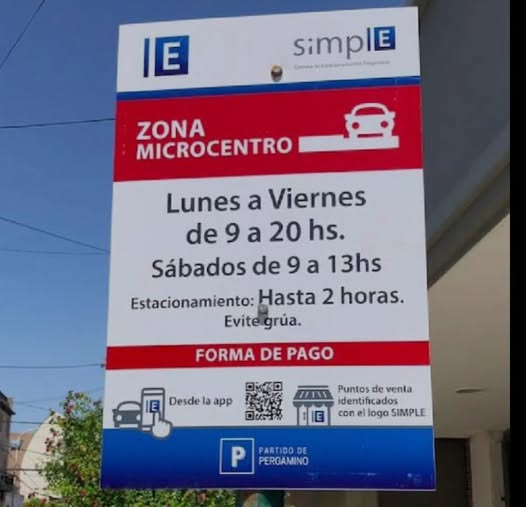 E simplE
ZONA
MICROCENTRO
Lunes a Viernes
de 9 a 20 hs.
Sábados de 9 a 13hs
Estacionamiento: Hasta 2 horas.
Evite grúa.
FORMA DE PAGO
E Desde la app
E Puntos de venta
identificados
con el logo SIMPLE
P PARTIDO DE
PERGAMINO